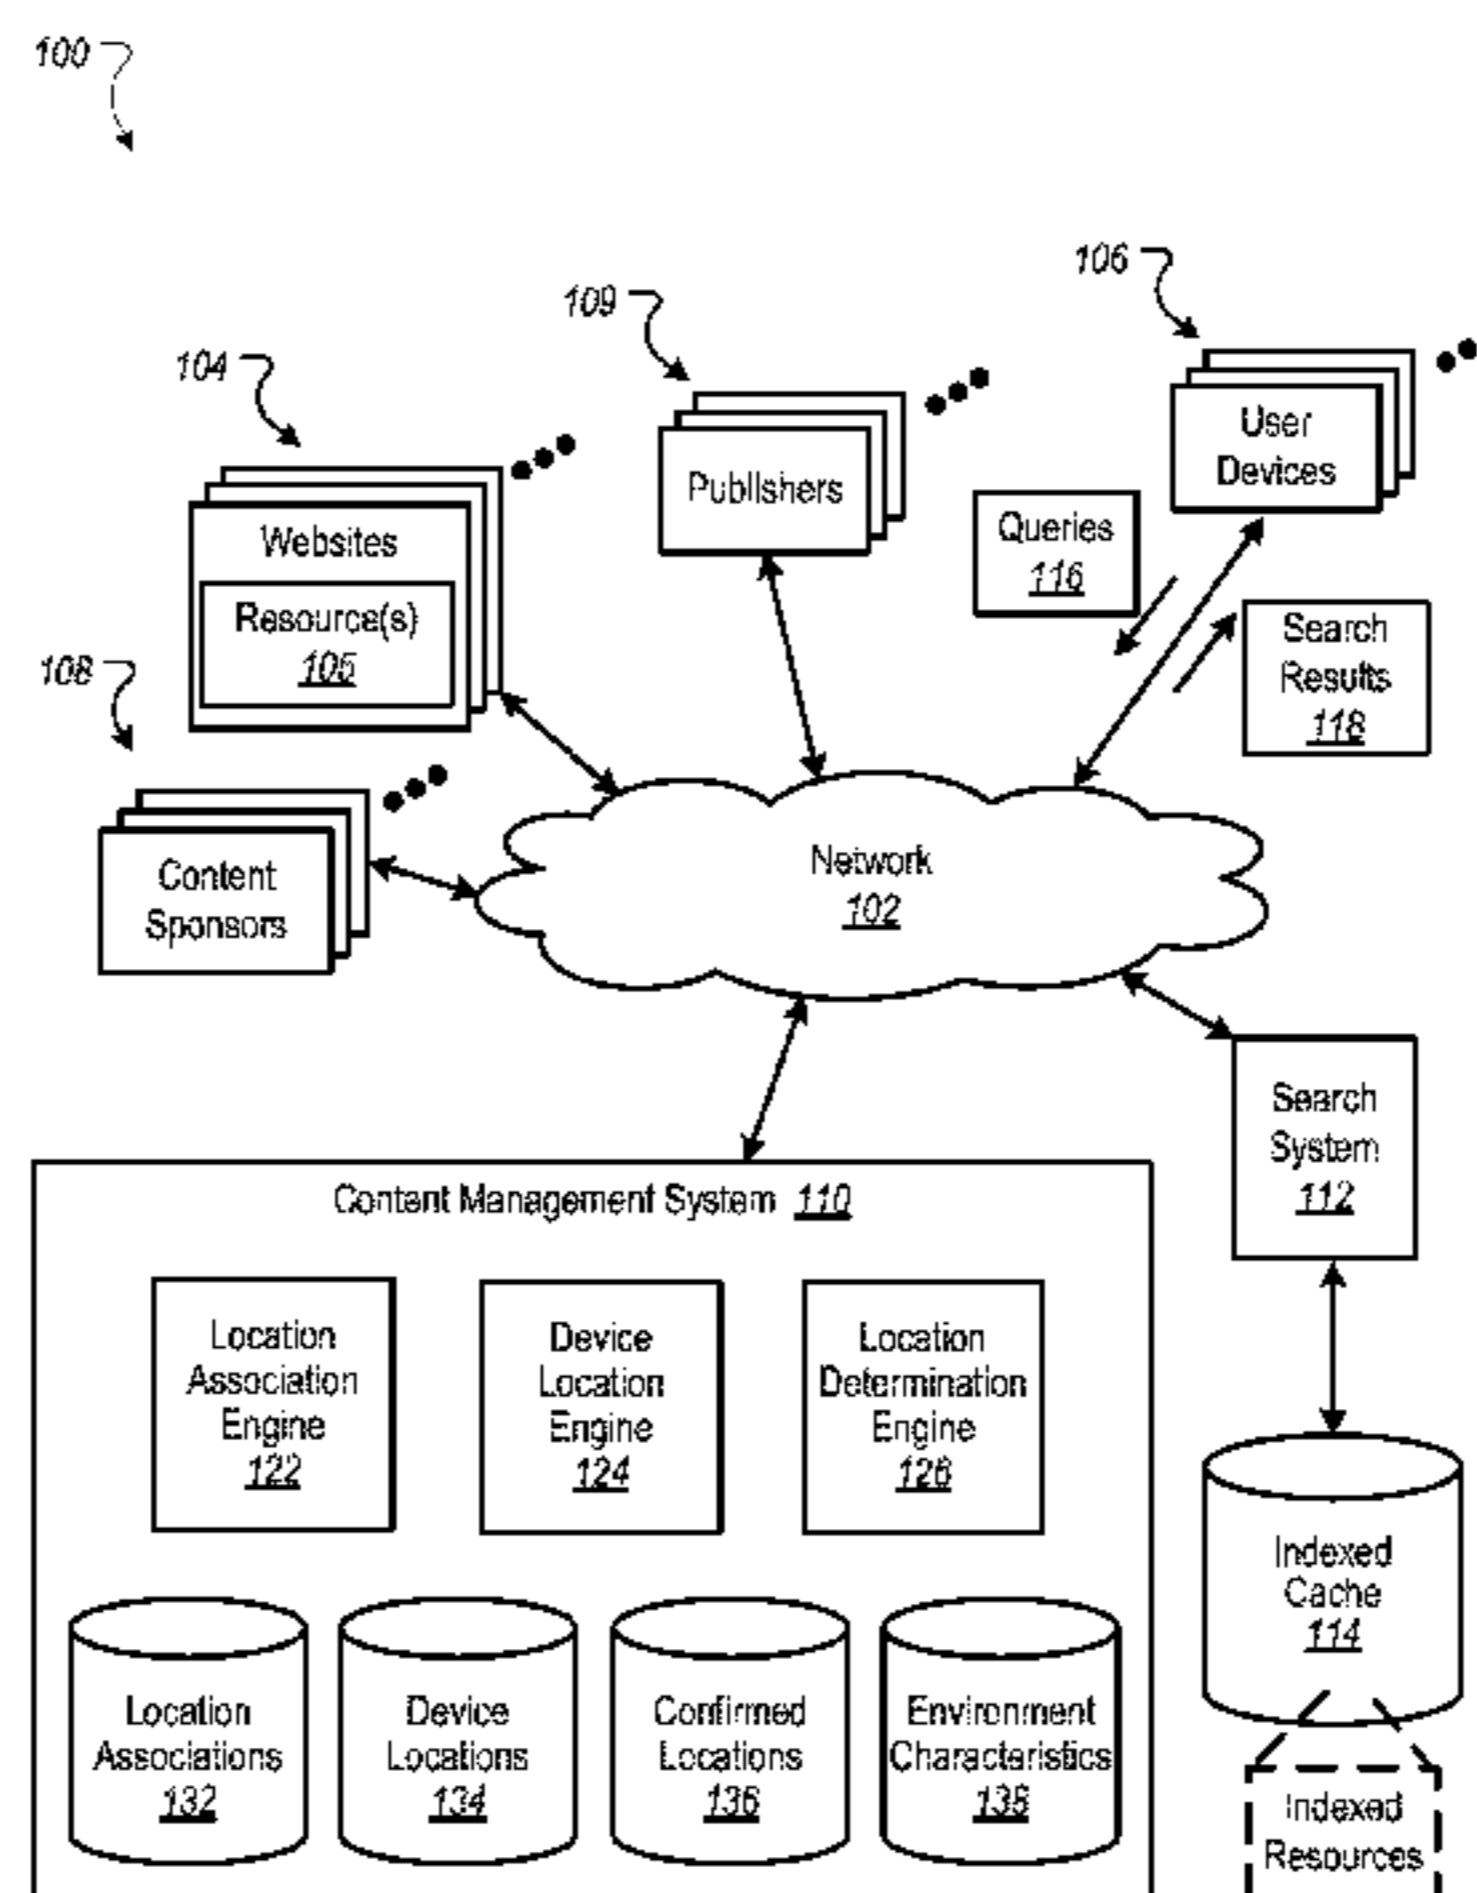 100
106
109
104
User
Devices
Publishers
Queries
116
Websites
Resource(s)
105
Search
Results
118
108
Network
102
Content
Sponsors
Search
System
112
Content Management System 110
Location
Association
Engine
122
Device
Location
Engine
124
Location
Determination
Engine
126
Indexed
Cache
114
Location
Associations
132
Device
Locations
134
Confirmed
Locations
136
Environment
Characteristics
138
Indexed
Resources